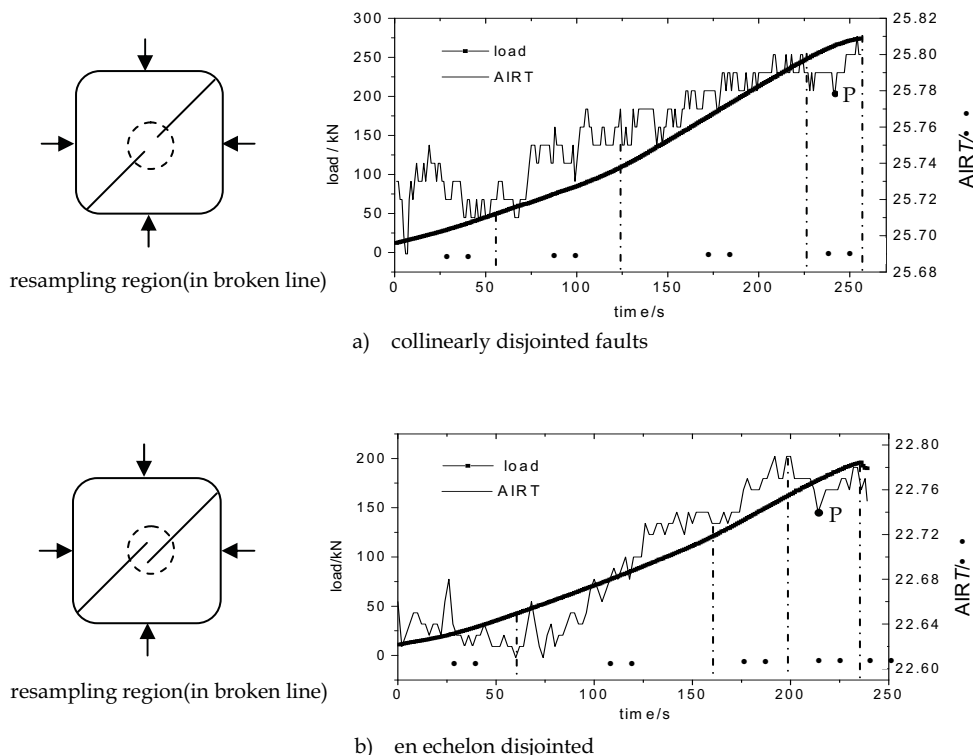 300
250
200
150
100
50
0
load / kN
load
AIRT
P
25.82
25.80
25.78
25.76
25.74
25.72
25.70
25.68
AIRT/• •
0 50 100 150 200 250
time/s
resampling region(in broken line)
a) collinearly disjointed faults
200
150
100
50
0
load/kN
load
AIRT
P
22.80
22.76
22.72
22.68
22.64
22.60
AIRT/• •
0 50 100 150 200 250
time/s
resampling region(in broken line)
b) en echelon disjointed